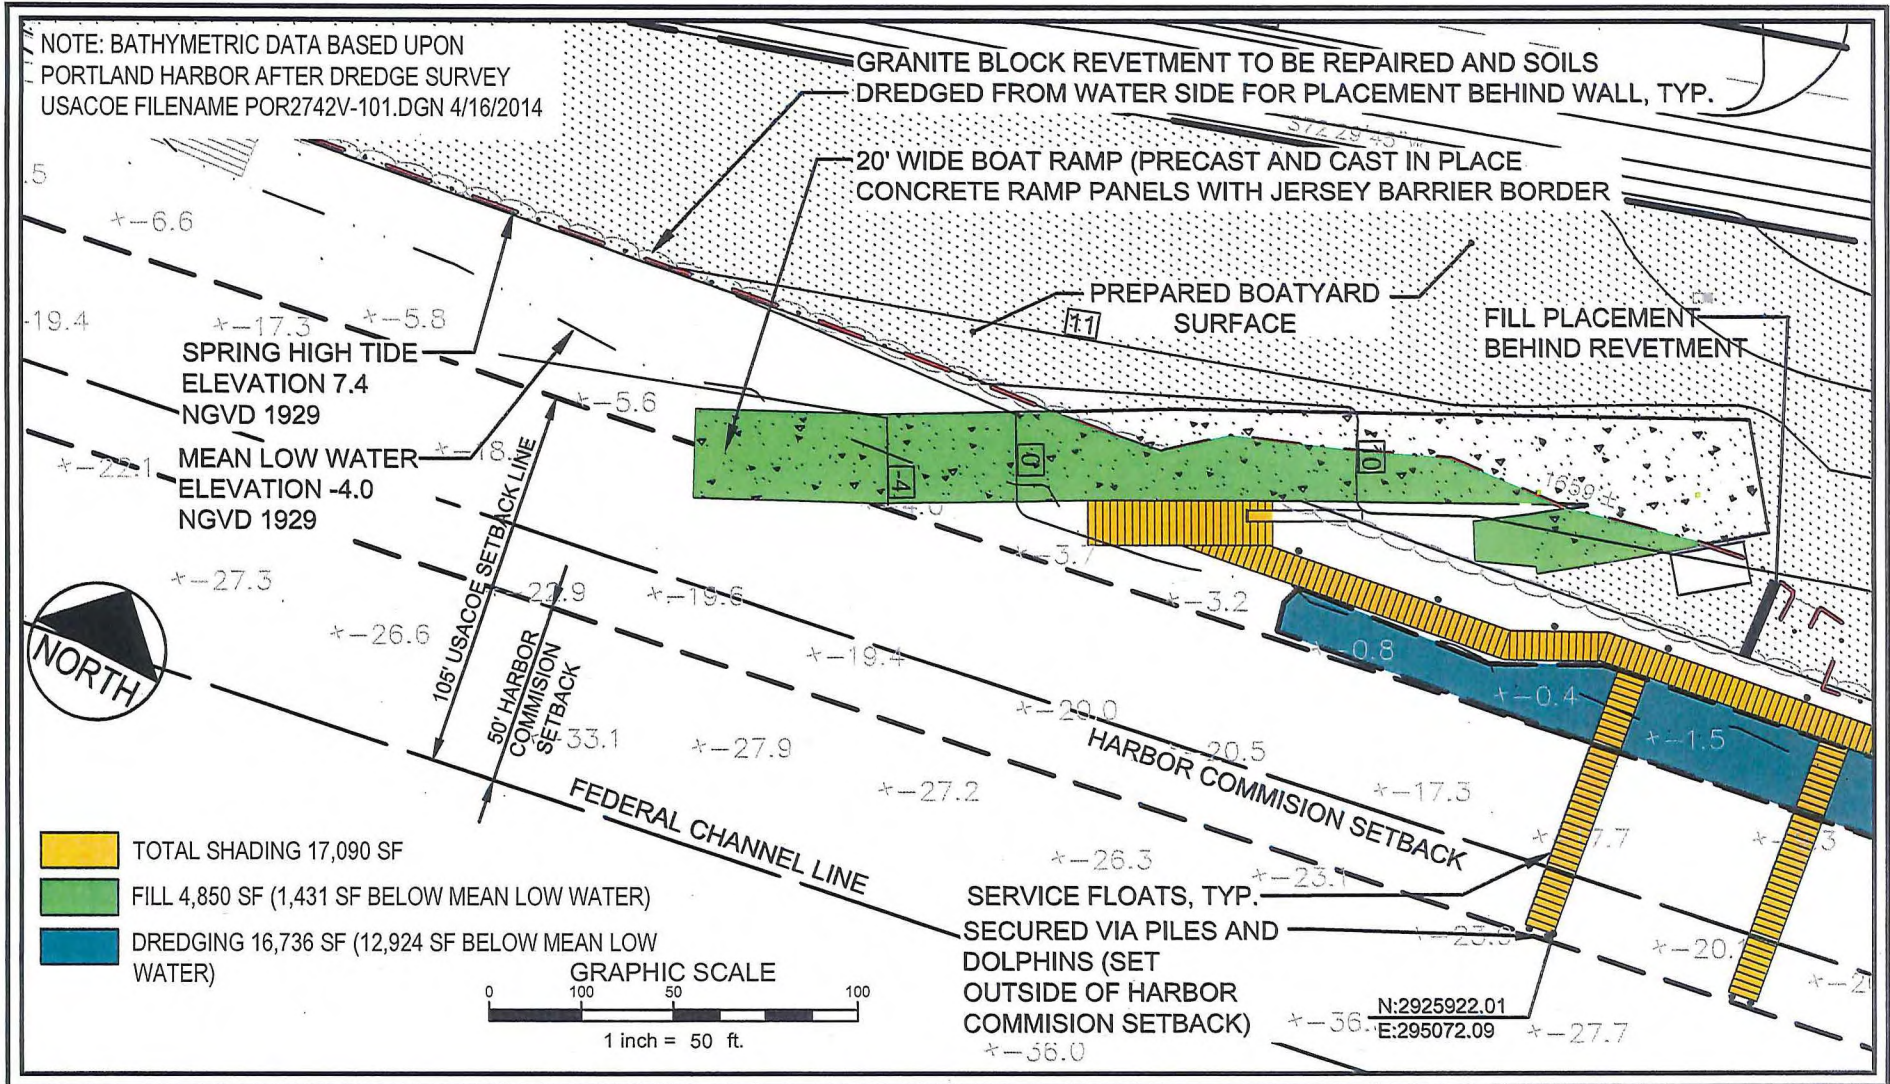 NOTE: BATHYMETRIC DATA BASED UPON
PORTLAND HARBOR AFTER DREDGE SURVEY
USACOE FILENAME POR2742V-101.DGN 4/16/2014
GRANITE BLOCK REVETMENT TO BE REPAIRED AND SOILS
DREDGED FROM WATER SIDE FOR PLACEMENT BEHIND WALL, TYP.
20' WIDE BOAT RAMP (PRECAST AND CAST IN PLACE
CONCRETE RAMP PANELS WITH JERSEY BARRIER BORDER
PREPARED BOATYARD
SURFACE
11
FILL PLACEMENT
BEHIND REVETMENT
-6.6
-19.4
-17.3
-5.8
SPRING HIGH TIDE
ELEVATION 7.4
NGVD 1929
-5.6
MEAN LOW WATER
ELEVATION -4.0
NGVD 1929
-22.1
-4
0
10
1659
-3.7
-3.2
-0.8
-0.4
-1.5
-27.3
-26.6
-22.9
-19.6
-19.4
-20.0
-20.5
-17.3
105' USACOE SETBACK LINE
50' HARBOR
COMMISION
SETBACK
NORTH
-33.1
-27.9
-27.2
-26.3
HARBOR COMMISION SETBACK
FEDERAL CHANNEL LINE
TOTAL SHADING 17,090 SF
FILL 4,850 SF (1,431 SF BELOW MEAN LOW WATER)
DREDGING 16,736 SF (12,924 SF BELOW MEAN LOW
WATER)
GRAPHIC SCALE
0 100 50 100
1 inch = 50 ft.
SERVICE FLOATS, TYP.
SECURED VIA PILES AND
DOLPHINS (SET
OUTSIDE OF HARBOR
COMMISION SETBACK)
N:2925922.01
E:295072.09
-27.7
-36.0